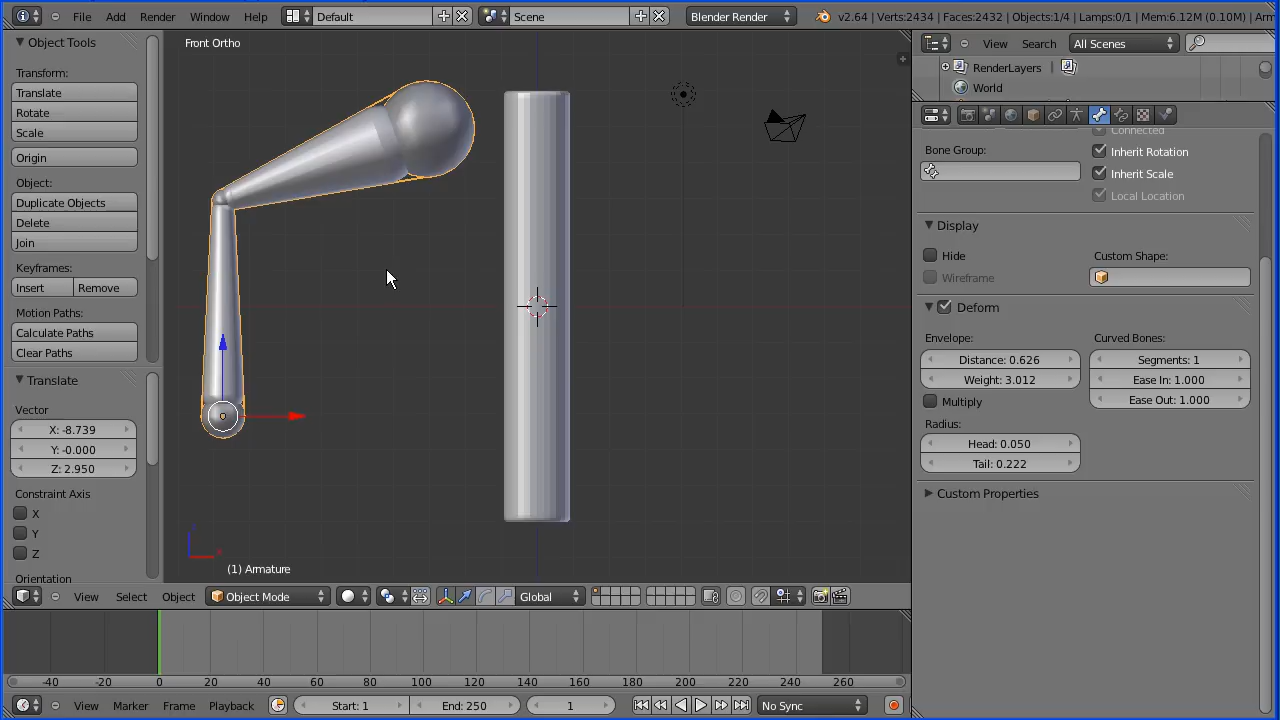 File Add Render Window Help Default Scene Blender Render v2.64 | Verts:2434 | Faces:2432 | Objects:1/4 | Lamps:0/1 | Mem:6.12M (0.10M) | Arm
Object Tools
Transform:
Translate
Rotate
Scale
Origin
Object:
Duplicate Objects
Delete
Join
Keyframes:
Insert Remove
Motion Paths:
Calculate Paths
Clear Paths
Translate
Vector
X: -8.739
Y: -0.000
Z: 2.950
Constraint Axis
X
Y
Z
Orientation
Front Ortho
(1) Armature
View Select Object Object Mode Global
-40 -20 0 20 40 60 80 100 120 140 160 180 200 220 240 260
View Marker Frame Playback Start: 1 End: 250 1 No Sync
View Search All Scenes
RenderLayers |
World
Connected
Bone Group:
Inherit Rotation
Inherit Scale
Local Location
Display
Hide
Wireframe
Custom Shape:
Deform
Envelope:
Distance: 0.626
Weight: 3.012
Multiply
Curved Bones:
Segments: 1
Ease In: 1.000
Ease Out: 1.000
Radius:
Head: 0.050
Tail: 0.222
Custom Properties